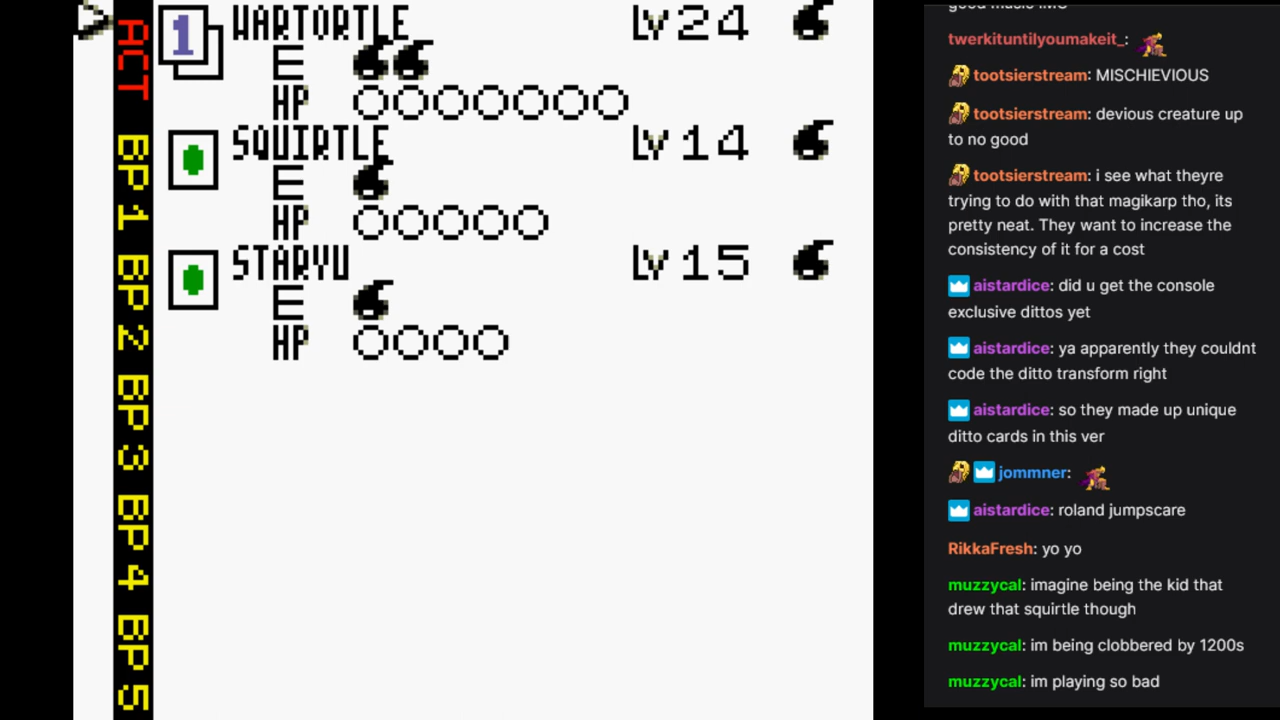 ACT
1 WARTORTLE Lv24
E
HP
BP1
SQUIRTLE Lv14
E
HP
BP2
STARYU Lv15
E
HP
BP3
BP4
BP5
twerkituntilyoumakeit_:
tootsierstream: MISCHIEVIOUS
tootsierstream: devious creature up
to no good
tootsierstream: i see what theyre
trying to do with that magikarp tho, its
pretty neat. They want to increase the
consistency of it for a cost
aistardice: did u get the console
exclusive dittos yet
aistardice: ya apparently they couldnt
code the ditto transform right
aistardice: so they made up unique
ditto cards in this ver
jommner:
aistardice: roland jumpscare
RikkaFresh: yo yo
muzzycal: imagine being the kid that
drew that squirtle though
muzzycal: im being clobbered by 1200s
muzzycal: im playing so bad